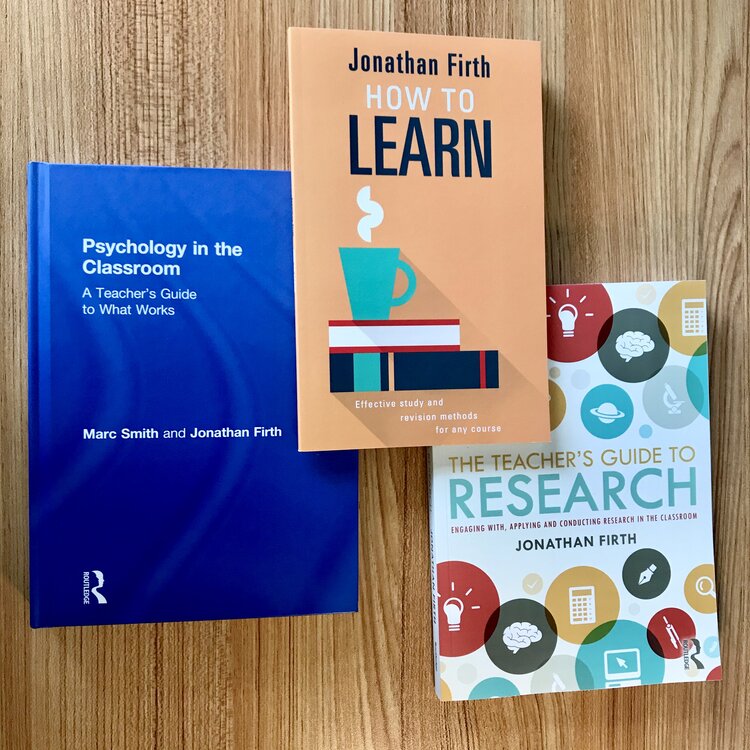 Psychology in the
Classroom
A Teacher's Guide
to What Works
Marc Smith and Jonathan Firth
ROUTLEDGE
Jonathan Firth
HOW TO
LEARN
Effective study and
revision methods
for any course
THE TEACHER'S GUIDE TO
RESEARCH
ENGAGING WITH, APPLYING AND CONDUCTING RESEARCH IN THE CLASSROOM
JONATHAN FIRTH
ROUTLEDGE